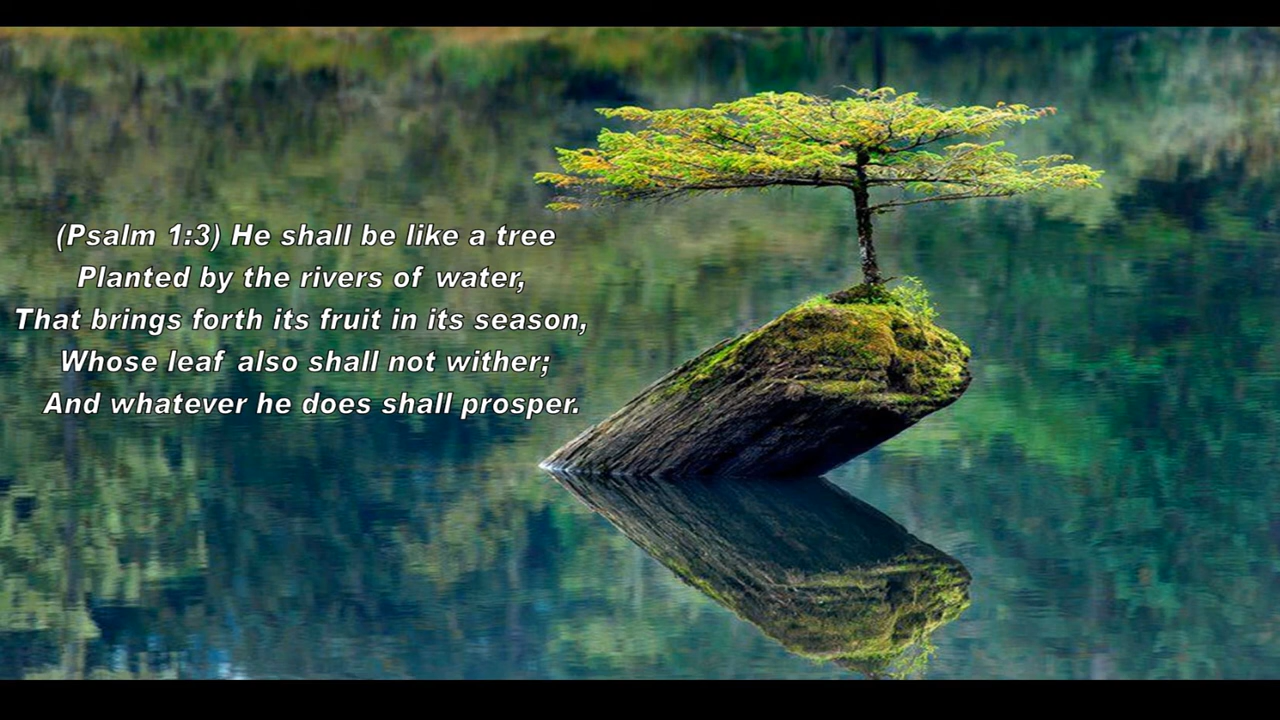 (Psalm 1:3) He shall be like a tree
Planted by the rivers of water,
That brings forth its fruit in its season,
Whose leaf also shall not wither;
And whatever he does shall prosper.